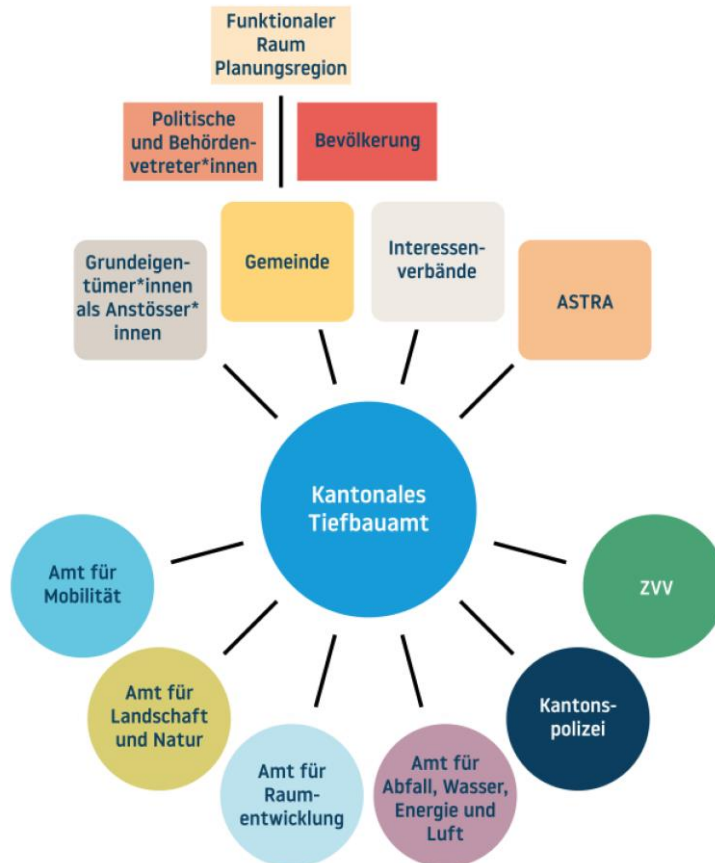 Funktionaler
Raum
Planungsregion
Politische
und Behörden-
vetreter*innen
Bevölkerung
Grundeigen-
tümer*innen
als Anstösser*
innen
Gemeinde
Interessen-
verbände
ASTRA
Kantonales
Tiefbauamt
Amt für
Mobilität
ZVV
Amt für
Landschaft
und Natur
Kantons-
polizei
Amt für
Raum-
entwicklung
Amt für
Abfall, Wasser,
Energie und
Luft